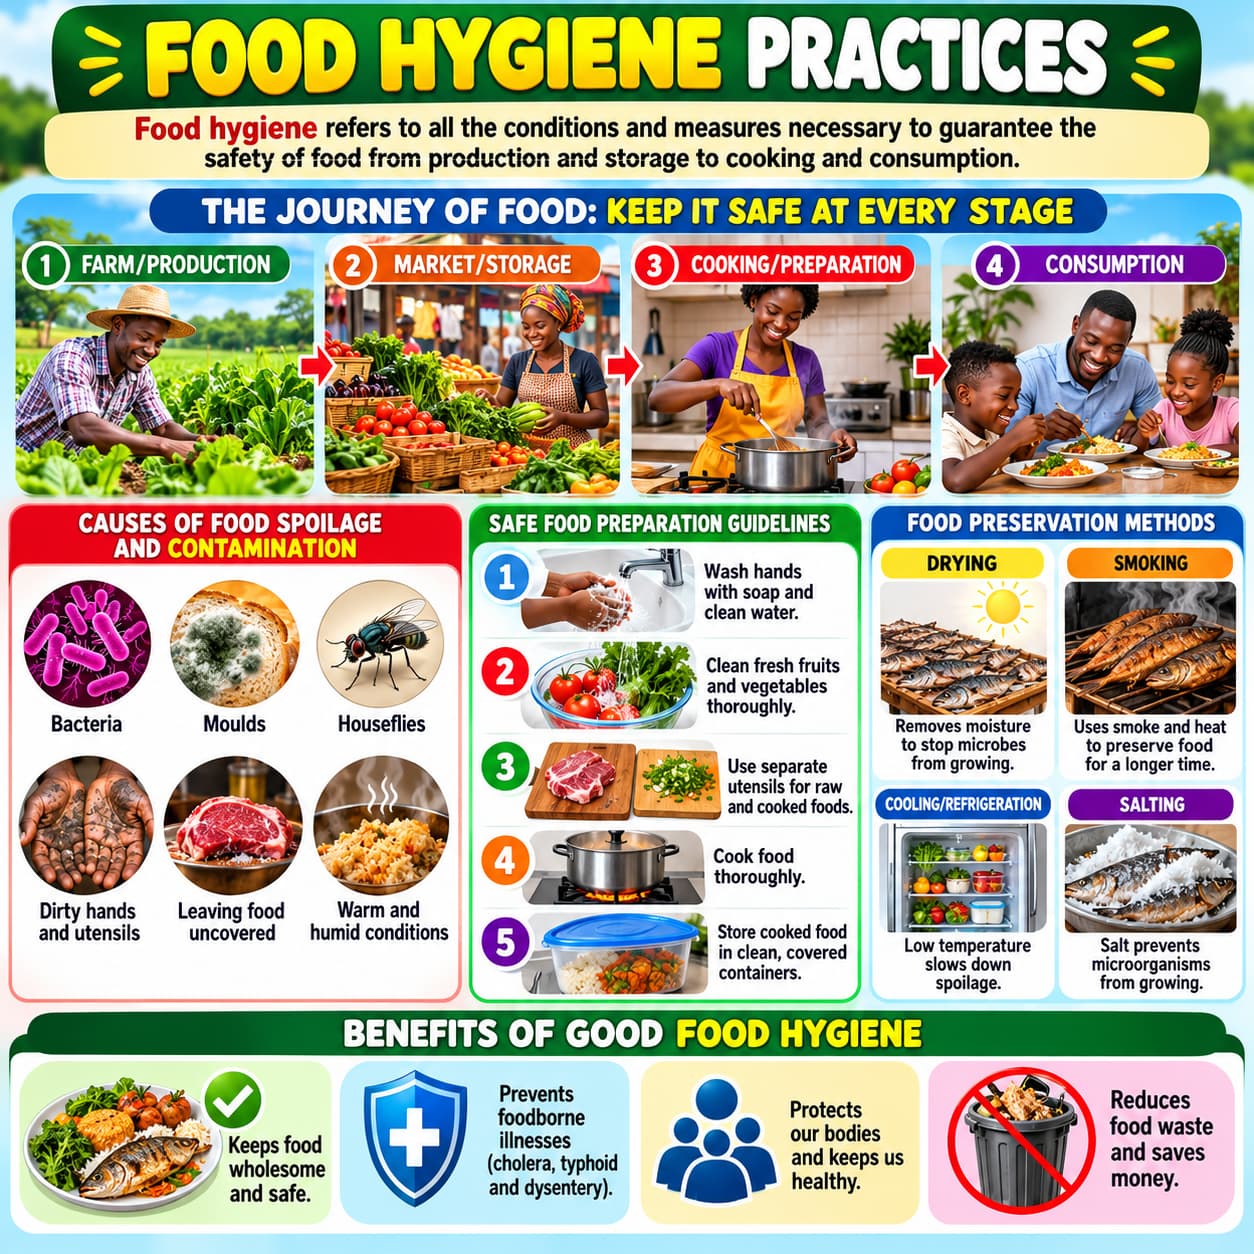 FOOD HYGIENE PRACTICES
Food hygiene refers to all the conditions and measures necessary to guarantee the
safety of food from production and storage to cooking and consumption.
THE JOURNEY OF FOOD: KEEP IT SAFE AT EVERY STAGE
1 FARM/PRODUCTION
2 MARKET/STORAGE
3 COOKING/PREPARATION
4 CONSUMPTION
CAUSES OF FOOD SPOILAGE
AND CONTAMINATION
Bacteria
Moulds
Houseflies
Dirty hands
and utensils
Leaving food
uncovered
Warm and
humid conditions
SAFE FOOD PREPARATION GUIDELINES
1
Wash hands
with soap and
clean water.
2
Clean fresh fruits
and vegetables
thoroughly.
3
Use separate
utensils for raw
and cooked foods.
4
Cook food
thoroughly.
5
Store cooked food
in clean, covered
containers.
FOOD PRESERVATION METHODS
DRYING
Removes moisture
to stop microbes
from growing.
SMOKING
Uses smoke and heat
to preserve food
for a longer time.
COOLING/REFRIGERATION
Low temperature
slows down
spoilage.
SALTING
Salt prevents
microorganisms
from growing.
BENEFITS OF GOOD FOOD HYGIENE
Keeps food
wholesome
and safe.
Prevents
foodborne
illnesses
(cholera, typhoid
and dysentery).
Protects
our bodies
and keeps us
healthy.
Reduces
food waste
and saves
money.